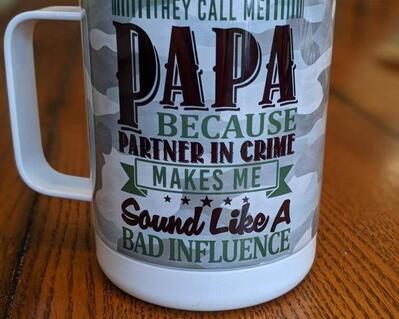 THEY CALL ME
PAPA
BECAUSE
PARTNER IN CRIME
MAKES ME
Sound Like A
BAD INFLUENCE